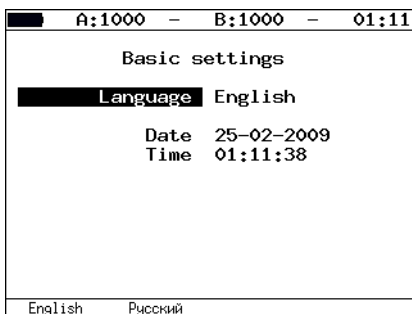 A:1000 – B:1000 – 01:11
Basic settings
Language English
Date 25-02-2009
Time 01:11:38
English Русский